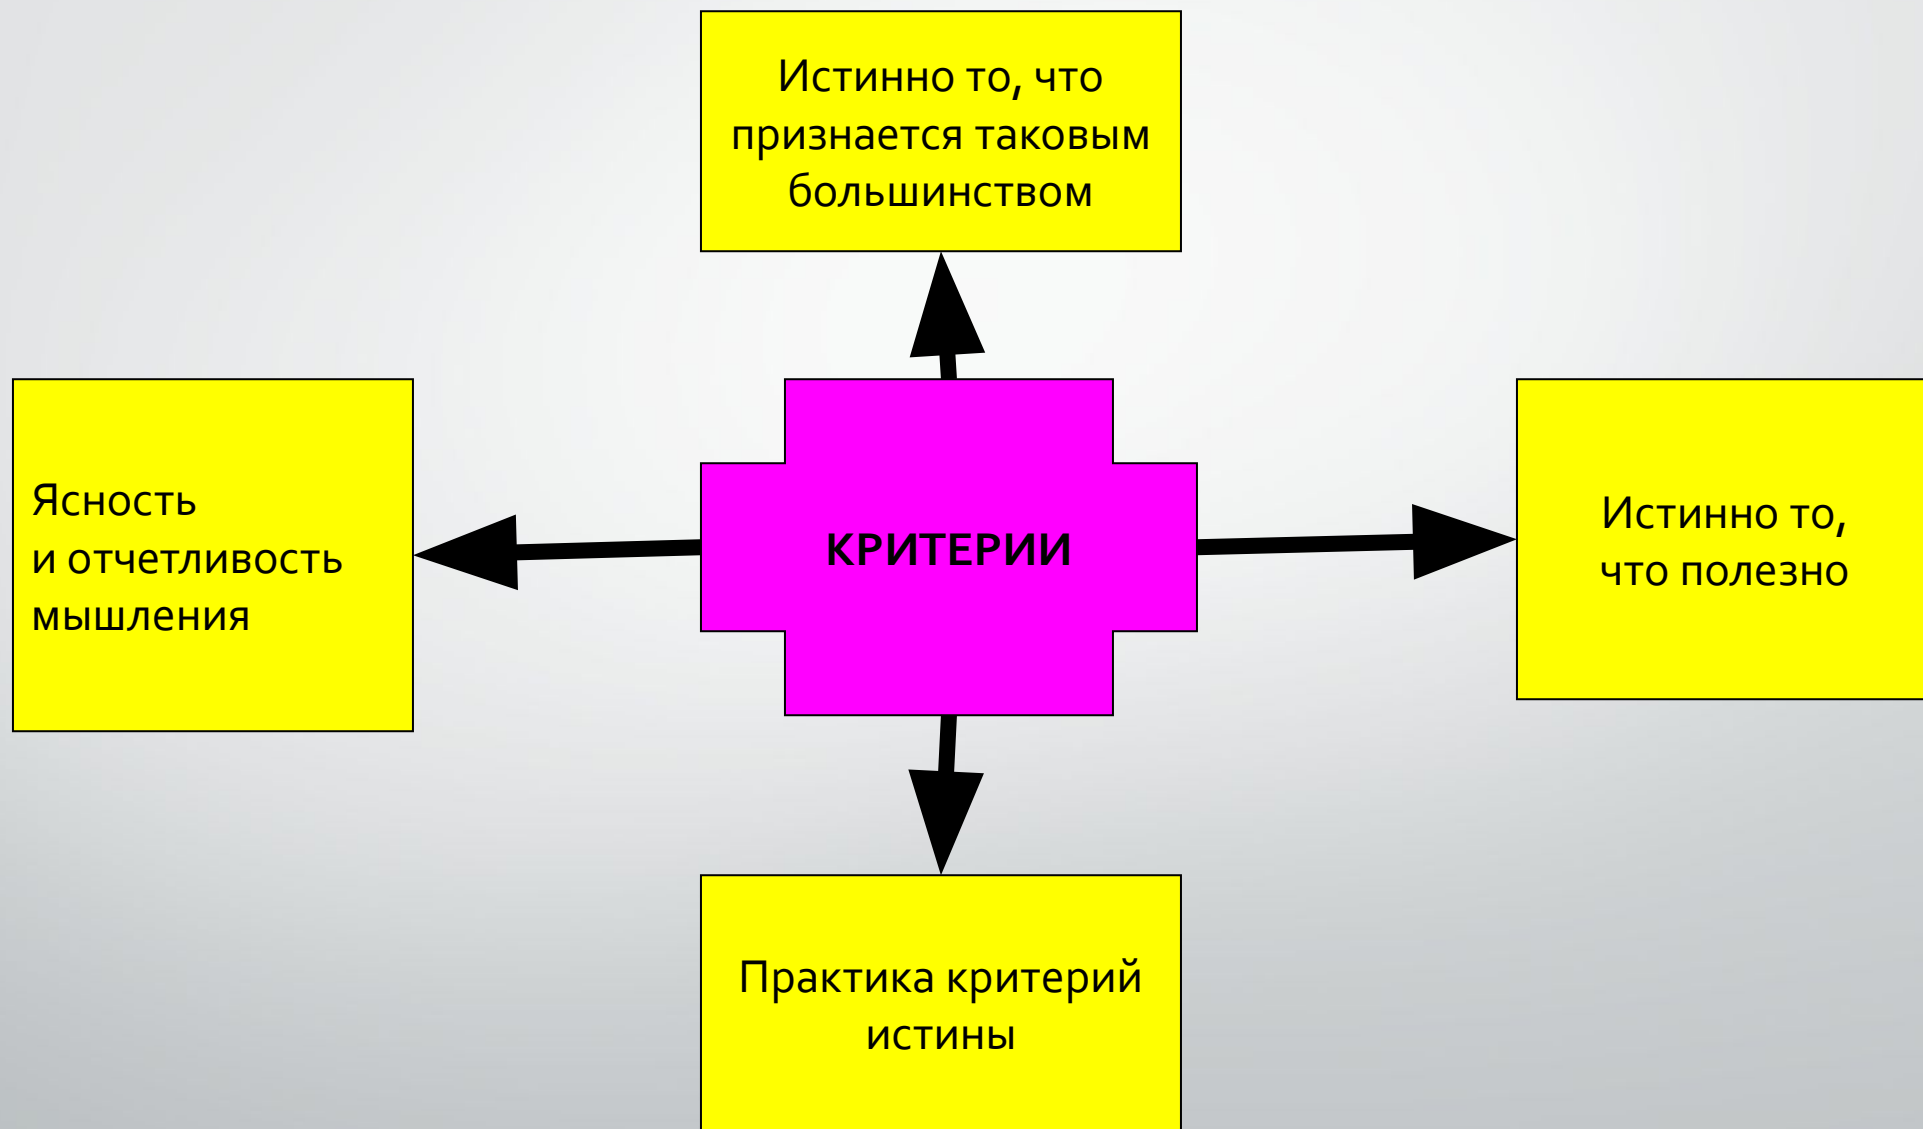 Истинно то, что
признается таковым
большинством
Ясность
и отчетливость
мышления
КРИТЕРИИ
Истинно то,
что полезно
Практика критерий
истины